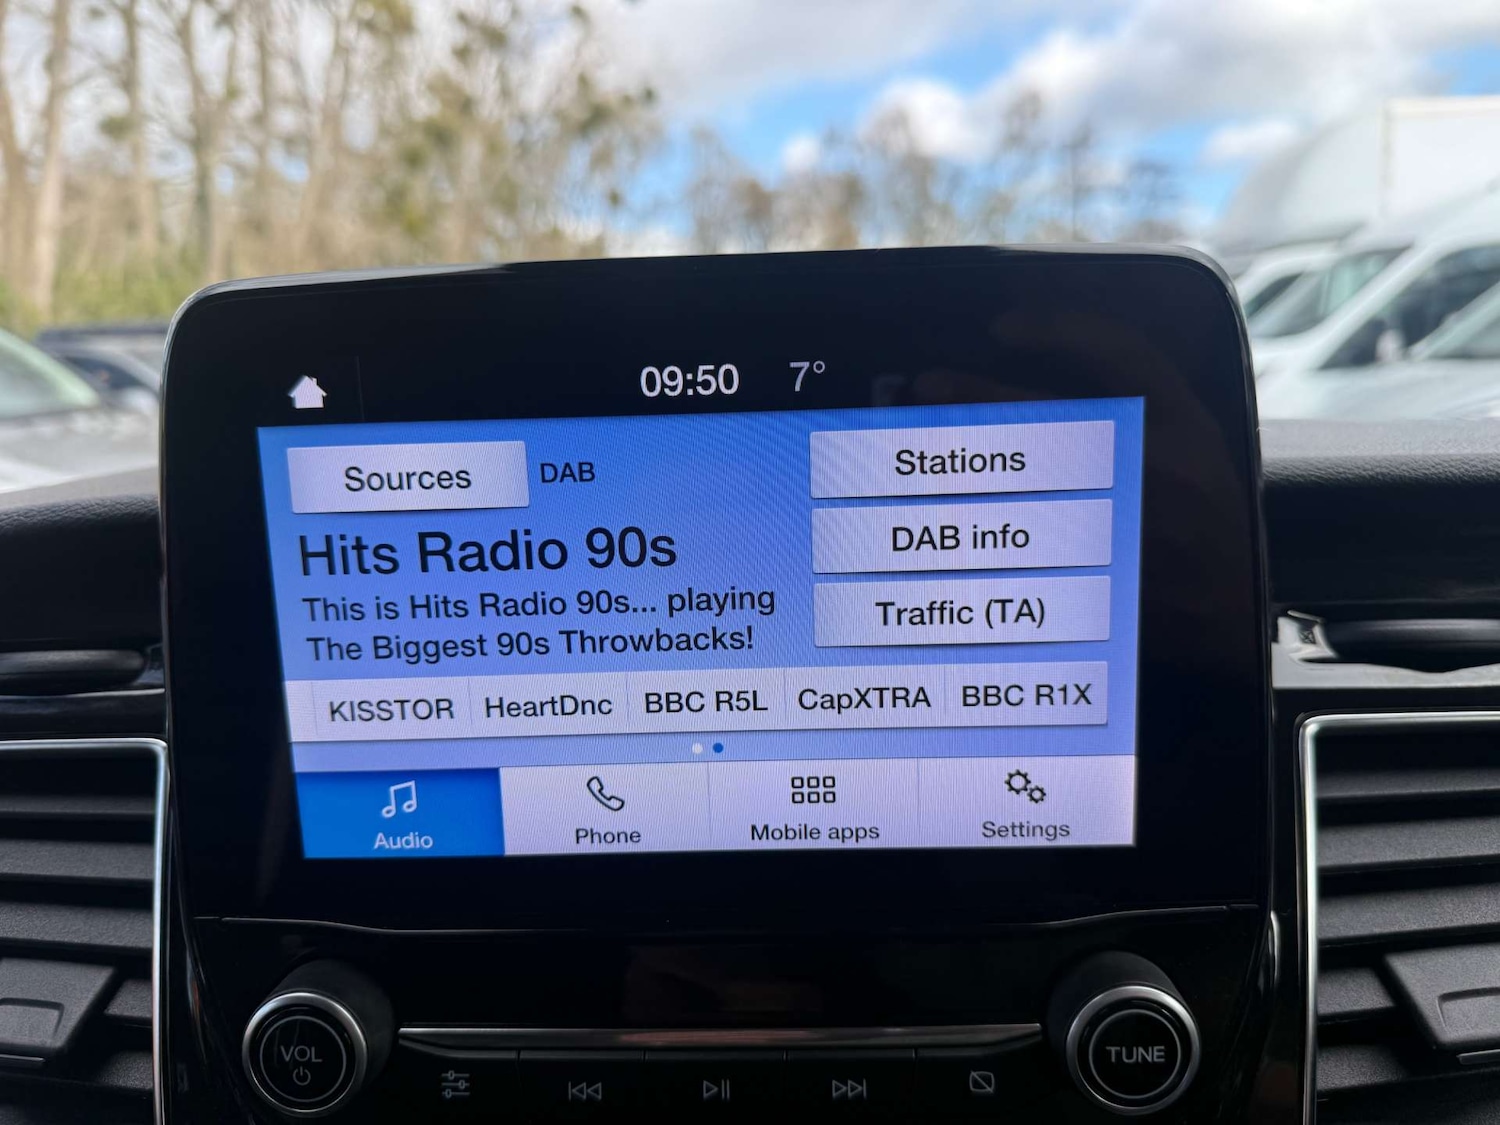 09:50 7°
Sources DAB
Stations
DAB info
Traffic (TA)
Hits Radio 90s
This is Hits Radio 90s... playing
The Biggest 90s Throwbacks!
KISSTOR HeartDnc BBC R5L CapXTRA BBC R1X
Audio Phone Mobile apps Settings
VOL TUNE